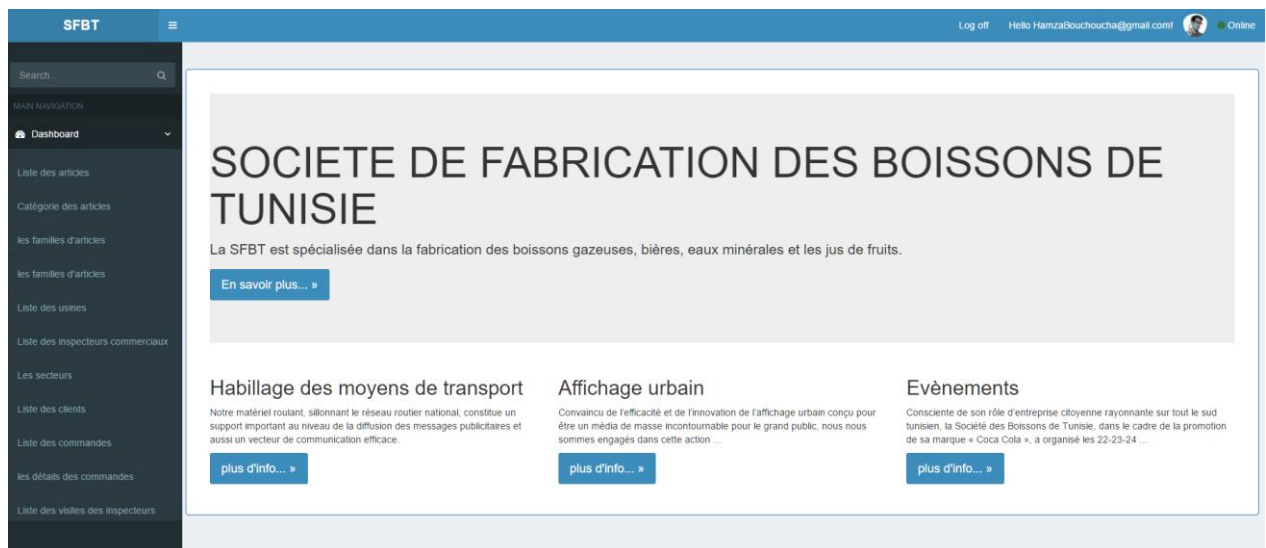 SFBT
Log off Hello HamzaBouchoucha@gmail.com! Online
Search...
MAIN NAVIGATION
Dashboard
Liste des articles
Catégorie des articles
les familles d'articles
les familles d'articles
Liste des usines
Liste des inspecteurs commerciaux
Les secteurs
Liste des clients
Liste des commandes
les détails des commandes
Liste des visites des inspecteurs
SOCIETE DE FABRICATION DES BOISSONS DE
TUNISIE
La SFBT est spécialisée dans la fabrication des boissons gazeuses, bières, eaux minérales et les jus de fruits.
En savoir plus... »
Habillage des moyens de transport
Notre matériel roulant, sillonnant le réseau routier national, constitue un
support important au niveau de la diffusion des messages publicitaires et
aussi un vecteur de communication efficace.
plus d'info... »
Affichage urbain
Convaincu de l'efficacité et de l'innovation de l'affichage urbain conçu pour
être un média de masse incontournable pour le grand public, nous nous
sommes engagés dans cette action ...
plus d'info... »
Evènements
Consciente de son rôle d'entreprise citoyenne rayonnante sur tout le sud
tunisien, la Société des Boissons de Tunisie, dans le cadre de la promotion
de sa marque « Coca Cola », a organisé les 22-23-24 ...
plus d'info... »